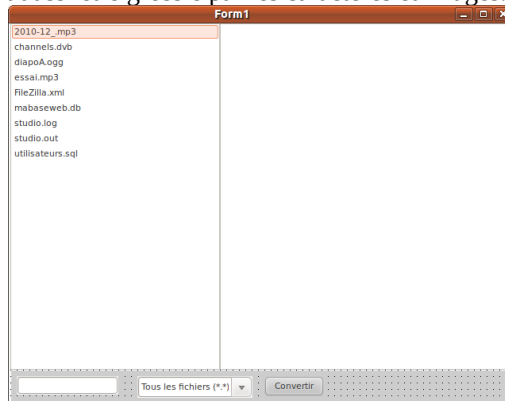 Form1
2010-12_.mp3
channels.dvb
diapoA.ogg
essai.mp3
FileZilla.xml
mabaseweb.db
studio.log
studio.out
utilisateurs.sql
Tous les fichiers (*.*)
Convertir